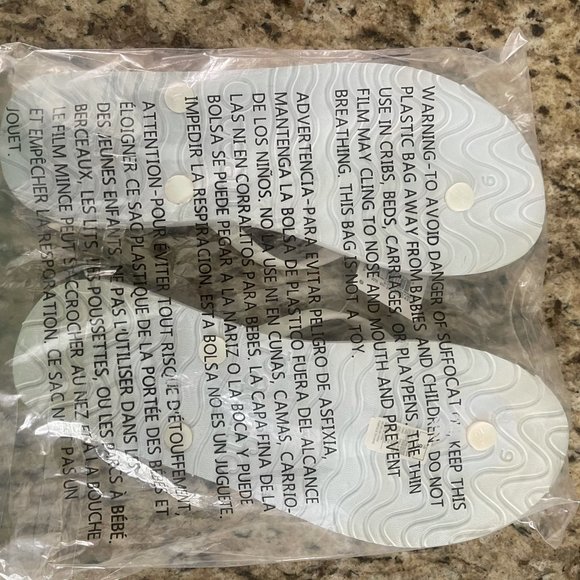 WARNING-TO AVOID DANGER OF SUFFOCATION, KEEP THIS
PLASTIC BAG AWAY FROM BABIES AND CHILDREN. DO NOT
USE IN CRIBS, BEDS, CARRIAGES, OR PLAYPENS. THE THIN
FILM MAY CLING TO NOSE AND MOUTH AND PREVENT
BREATHING. THIS BAG IS NOT A TOY.
ADVERTENCIA-PARA EVITAR PELIGRO DE ASFIXIA,
MANTENGA LA BOLSA DE PLASTICO FUERA DEL ALCANCE
DE LOS NIÑOS. NO LA USE NI EN CUNAS, CAMAS, CARRIO-
LAS NI EN CORRALITOS PARA BEBES. LA CAPA FINA DE LA
BOLSA SE PUEDE PEGAR A LA NARIZ O LA BOCA Y PUEDE
IMPEDIR LA RESPIRACION. ESTA BOLSA NO ES UN JUGUETE.
ATTENTION-POUR ÉVITER TOUT RISQUE D'ÉTOUFFEMENT,
ÉLOIGNER CE SAC PLASTIQUE DE LA PORTÉE DES BÉBÉS ET
DES JEUNES ENFANTS. NE PAS L'UTILISER DANS LES
BERCEAUX, LES LITS, LES POUSSETTES, OU LES PARCS À BÉBÉ.
LE FILM MINCE PEUT S'ACCROCHER AU NEZ ET À LA BOUCHE
ET EMPÊCHER LA RESPORATION. CE SAC N'EST PAS UN
JOUET.
9
9